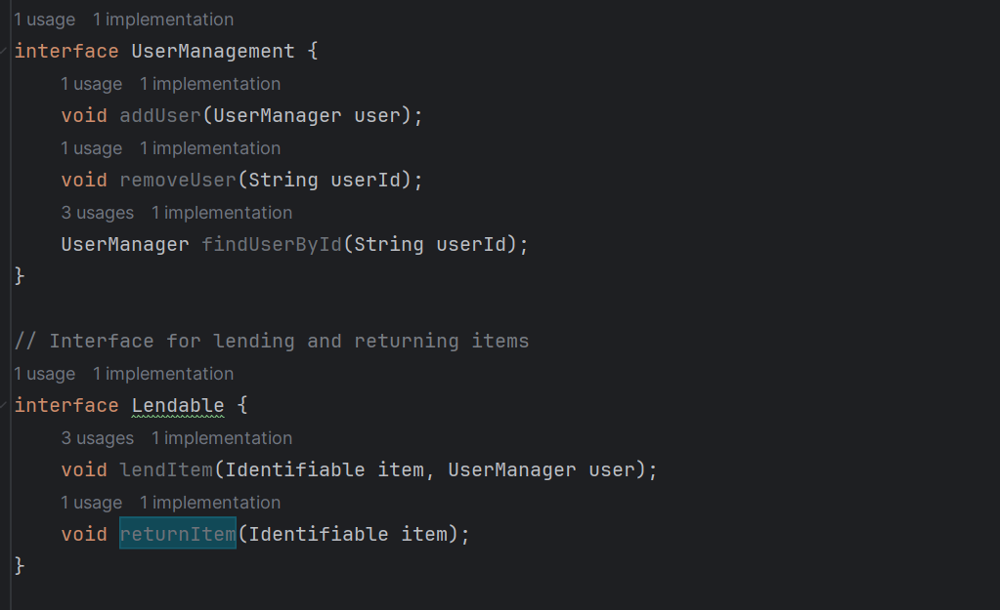 1 usage   1 implementation
interface UserManagement {
1 usage   1 implementation
void addUser(UserManager user);
1 usage   1 implementation
void removeUser(String userId);
3 usages   1 implementation
UserManager findUserById(String userId);
}
// Interface for lending and returning items
1 usage   1 implementation
interface Lendable {
3 usages   1 implementation
void lendItem(Identifiable item, UserManager user);
1 usage   1 implementation
void returnItem(Identifiable item);
}